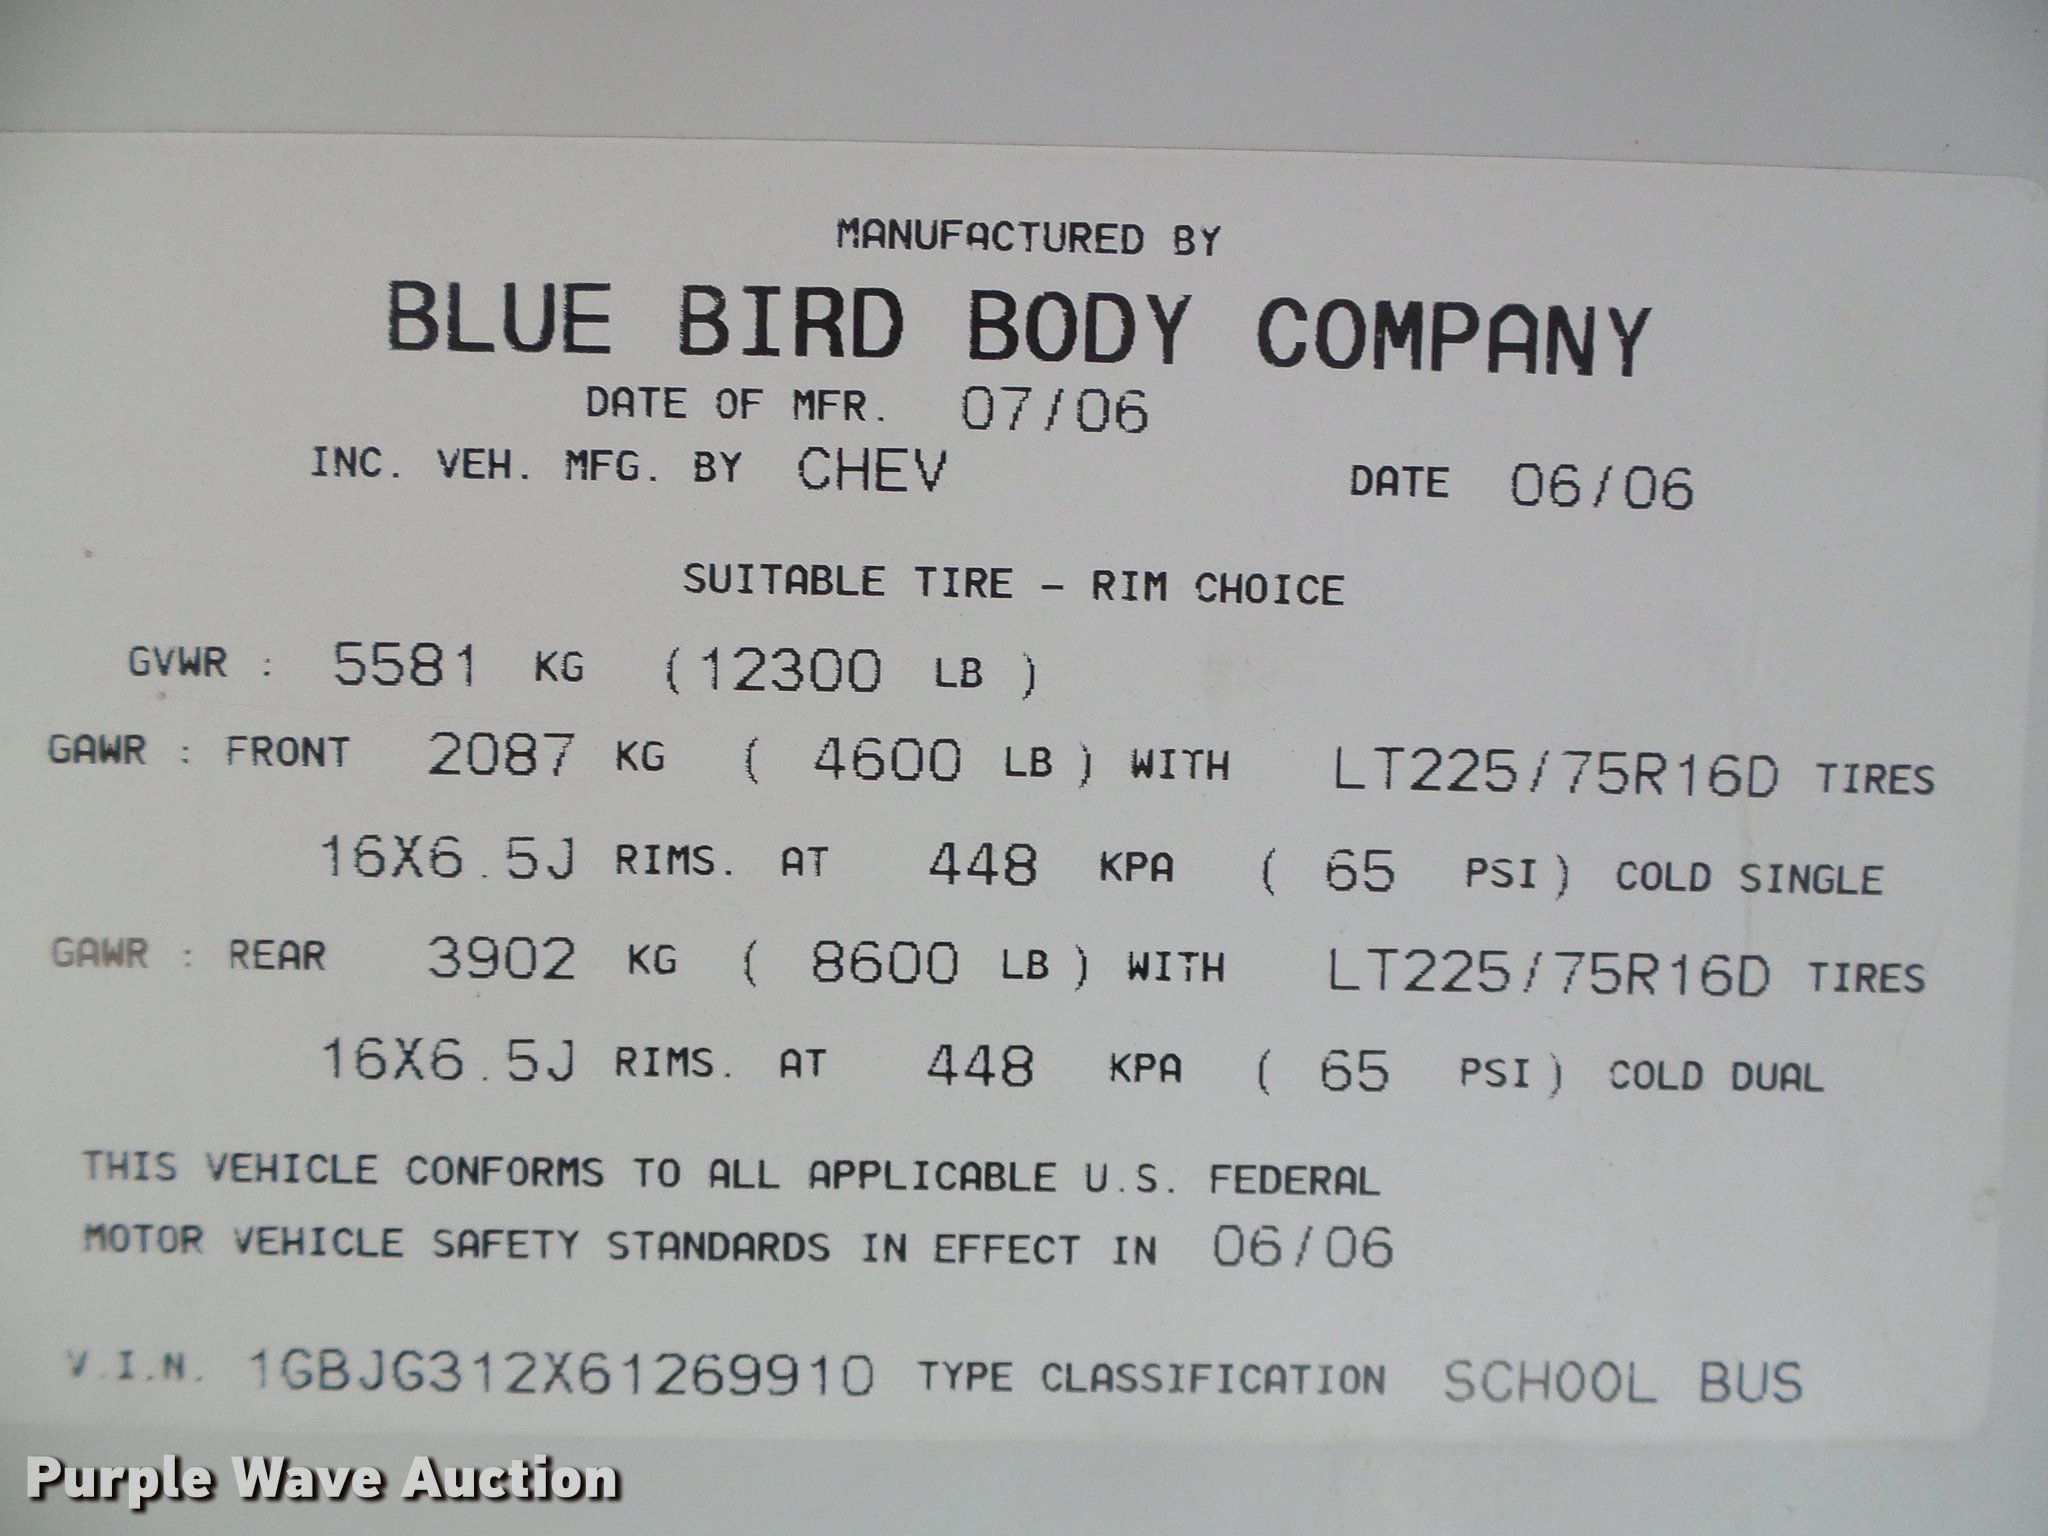 MANUFACTURED BY
BLUE BIRD BODY COMPANY
DATE OF MFR. 07/06
INC. VEH. MFG. BY CHEV DATE 06/06
SUITABLE TIRE – RIM CHOICE
GVWR : 5581 KG (12300 LB )
GAWR : FRONT 2087 KG ( 4600 LB ) WITH LT225/75R16D TIRES
16X6.5J RIMS. AT 448 KPA ( 65 PSI ) COLD SINGLE
GAWR : REAR 3902 KG ( 8600 LB ) WITH LT225/75R16D TIRES
16X6.5J RIMS. AT 448 KPA ( 65 PSI ) COLD DUAL
THIS VEHICLE CONFORMS TO ALL APPLICABLE U.S. FEDERAL
MOTOR VEHICLE SAFETY STANDARDS IN EFFECT IN 06/06
V.I.N. 1GBJG312X61269910 TYPE CLASSIFICATION SCHOOL BUS
Purple Wave Auction